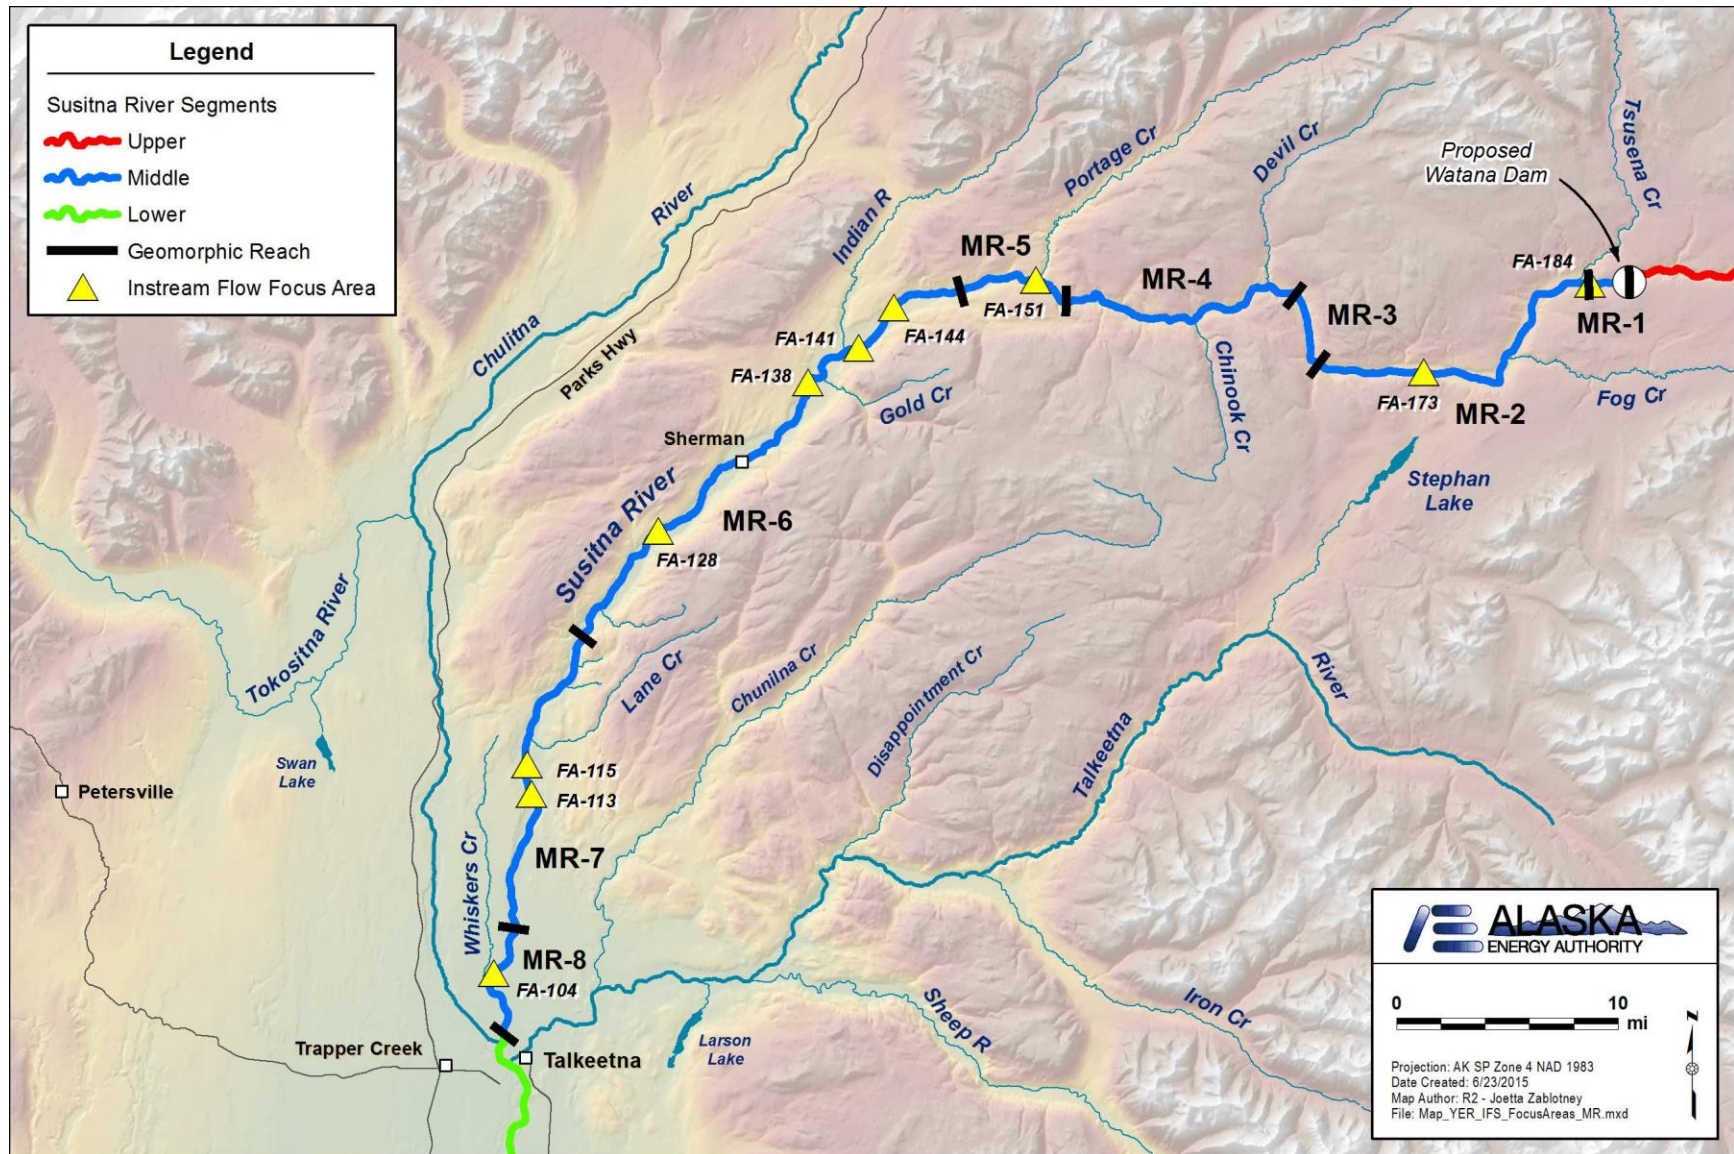 Legend
Susitna River Segments
Upper
Middle
Lower
Geomorphic Reach
Instream Flow Focus Area
Tsusena Cr
Portage Cr
Devil Cr
Proposed
Watana Dam
River
Indian R
MR-5
FA-184
MR-4
FA-151
MR-3
MR-1
Chulitna
Parks Hwy
FA-141
FA-144
FA-138
Gold Cr
Chinook Cr
FA-173
MR-2
Fog Cr
Sherman
Stephan
Lake
Susitna River
MR-6
FA-128
Tokositna River
Lane Cr
Chunilna Cr
Disappointment Cr
River
Talkeetna
Swan
Lake
FA-115
Petersville
FA-113
Whiskers Cr
MR-7
MR-8
FA-104
Sheep R
Iron Cr
Larson
Lake
Trapper Creek
Talkeetna
ALASKA
ENERGY AUTHORITY
0 10
mi
N
Projection: AK SP Zone 4 NAD 1983
Date Created: 6/23/2015
Map Author: R2 - Joetta Zablotney
File: Map_YER_IFS_FocusAreas_MR.mxd